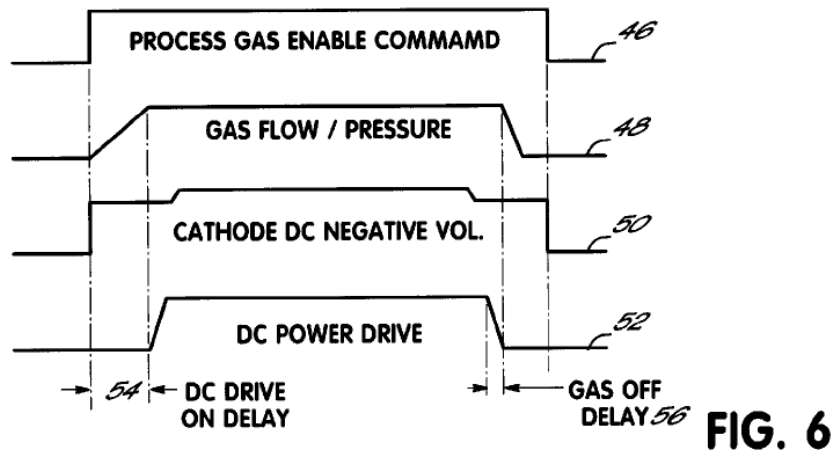 PROCESS GAS ENABLE COMMAMD
46
GAS FLOW / PRESSURE
48
CATHODE DC NEGATIVE VOL.
50
DC POWER DRIVE
52
54
DC DRIVE
ON DELAY
GAS OFF
DELAY 56
FIG. 6